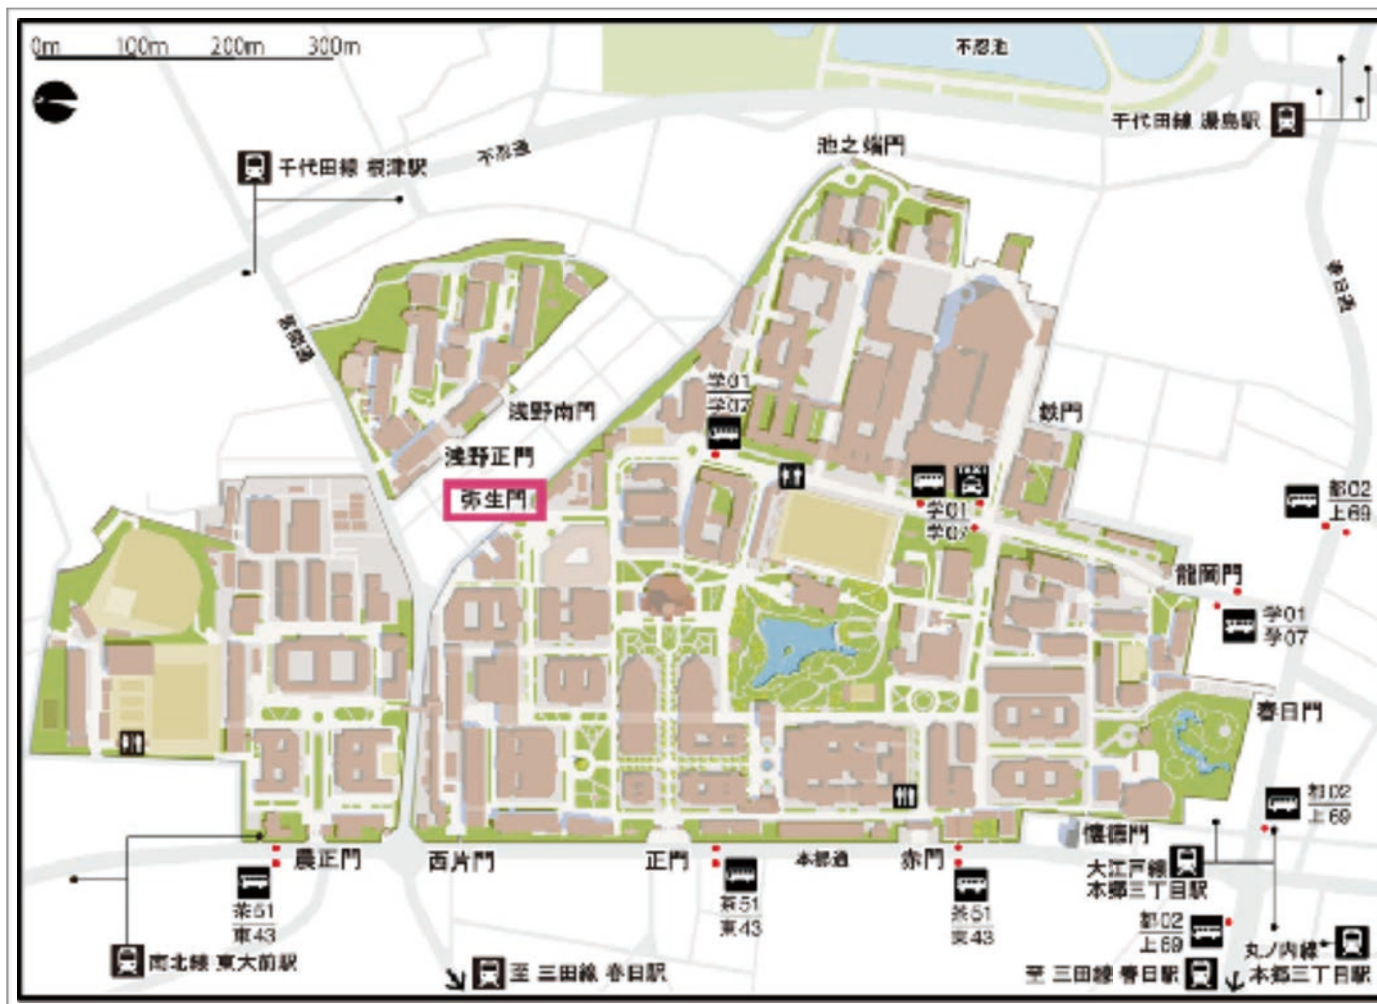 0m 100m 200m 300m
不忍池
千代田線 湯島駅
池之端門
不忍通
千代田線 根津駅
春日通
言問通
学01
学07
浅野南門
鉄門
浅野正門
弥生門
TAXI
学01
学07
都02
上69
龍岡門
学01
学07
春日門
都02
上69
農正門
西片門
正門
本郷通
赤門
懐徳門
大江戸線
本郷三丁目駅
茶51
東43
茶51
東43
茶51
東43
都02
上69
丸ノ内線
本郷三丁目駅
南北線 東大前駅
至 三田線 春日駅
至 三田線 春日駅